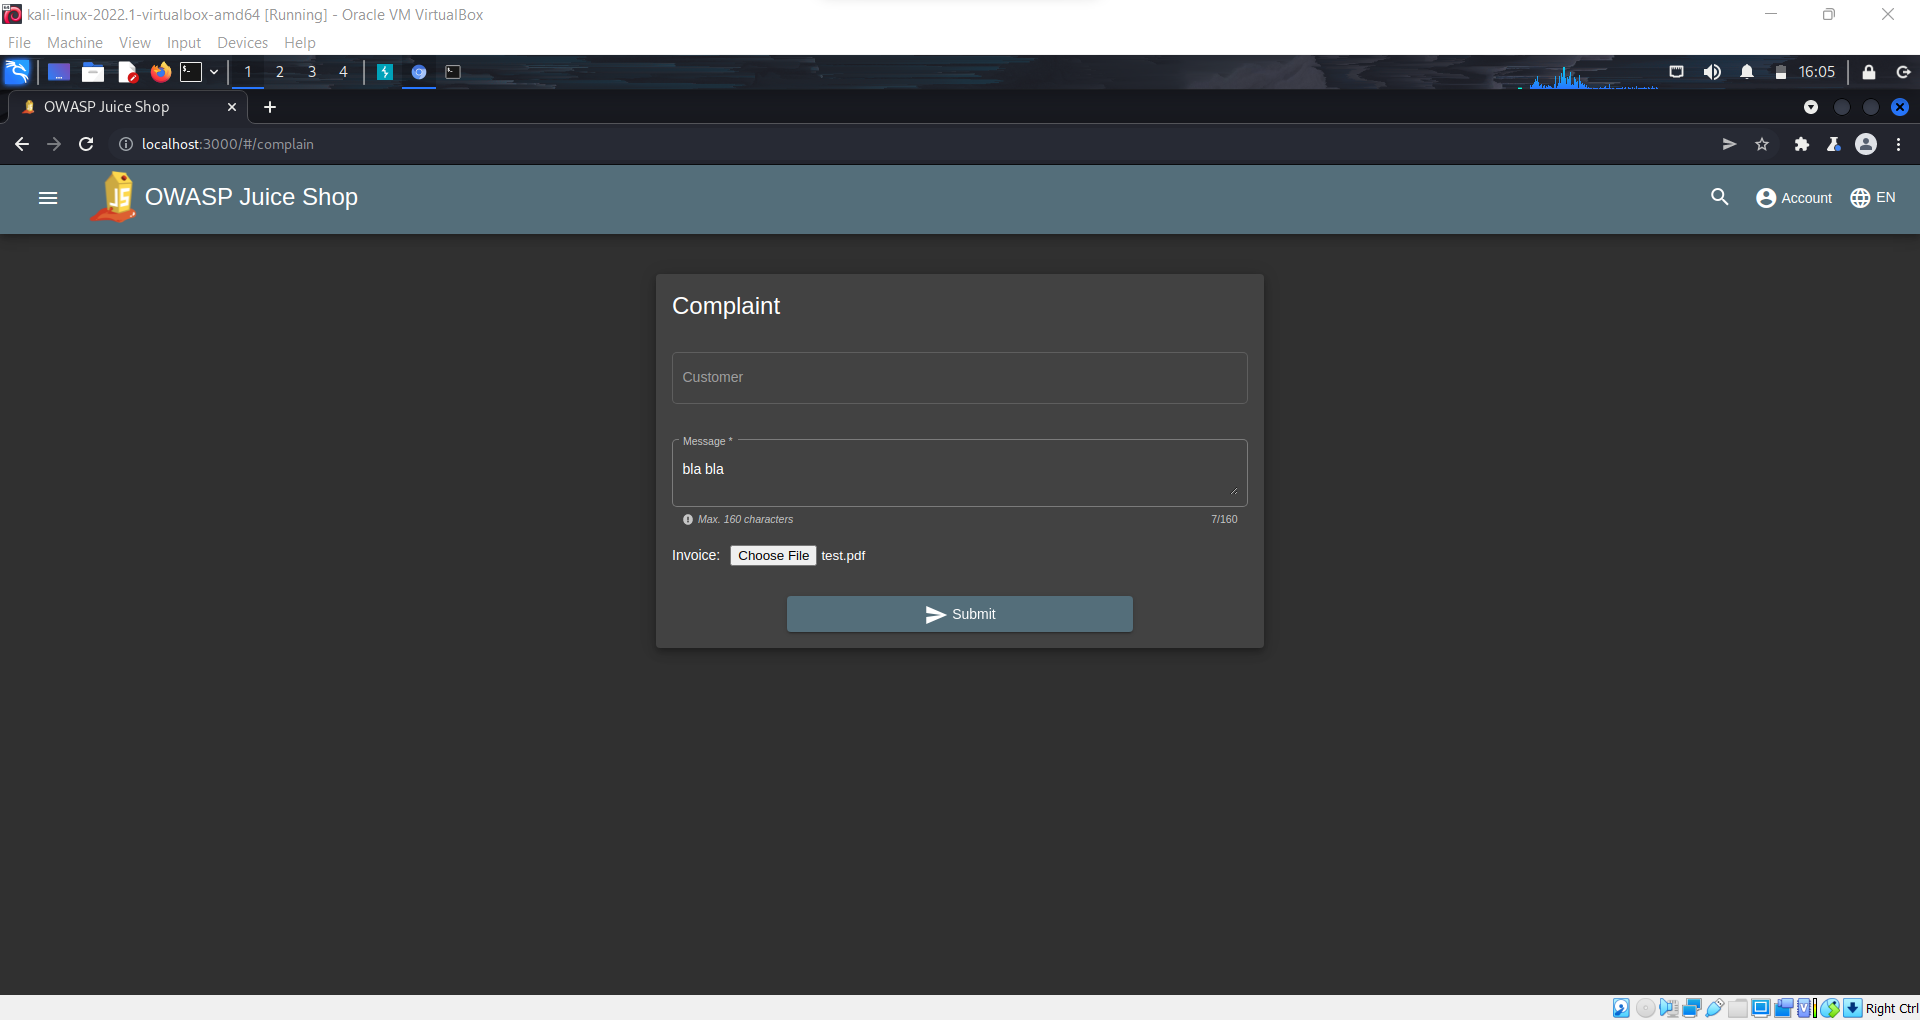 kali-linux-2022.1-virtualbox-amd64 [Running] - Oracle VM VirtualBox
File Machine View Input Devices Help
1 2 3 4 16:05
OWASP Juice Shop
localhost:3000/#/complain
JS OWASP Juice Shop Account EN
Complaint
Customer
Message *
bla bla
Max. 160 characters 7/160
Invoice: Choose File test.pdf
Submit
Right Ctrl